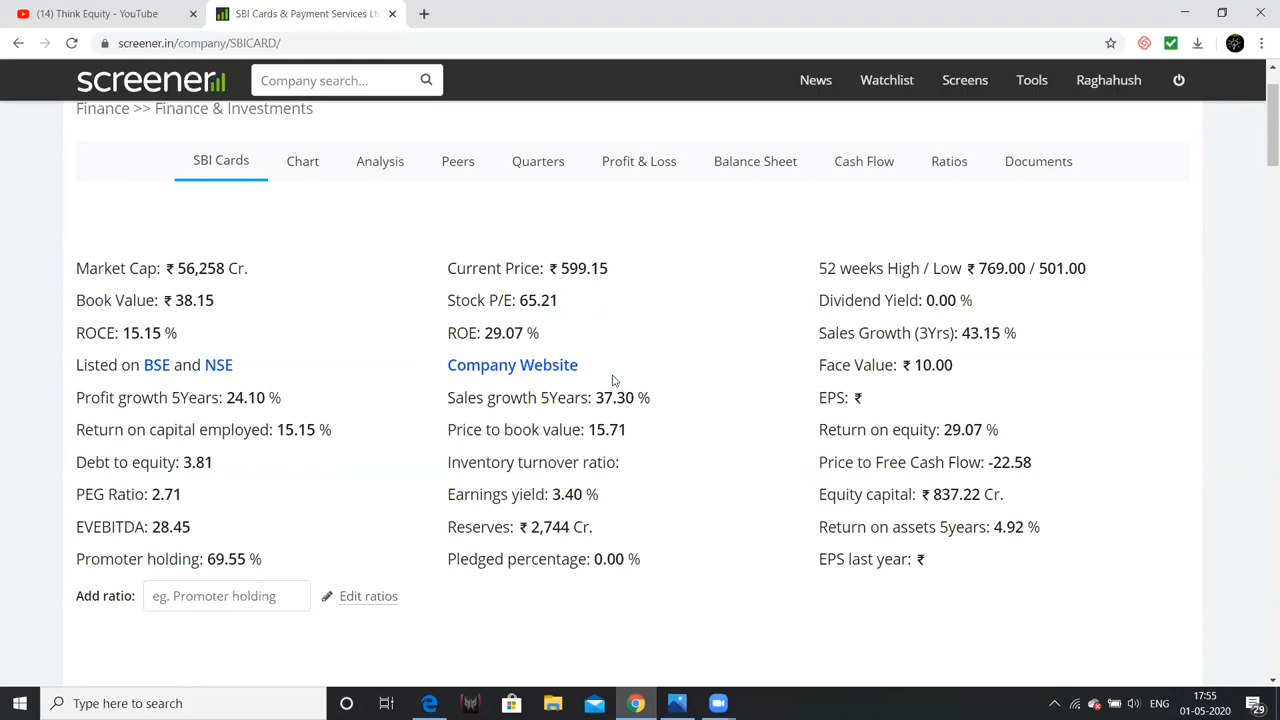 (14) Think Equity - YouTube
SBI Cards & Payment Services Lt
screener.in/company/SBICARD/
screener
Company search...
News Watchlist Screens Tools Raghahush
Finance >> Finance & Investments
SBI Cards Chart Analysis Peers Quarters Profit & Loss Balance Sheet Cash Flow Ratios Documents
Market Cap: ₹ 56,258 Cr. Current Price: ₹ 599.15 52 weeks High / Low ₹ 769.00 / 501.00
Book Value: ₹ 38.15 Stock P/E: 65.21 Dividend Yield: 0.00 %
ROCE: 15.15 % ROE: 29.07 % Sales Growth (3Yrs): 43.15 %
Listed on BSE and NSE Company Website Face Value: ₹ 10.00
Profit growth 5Years: 24.10 % Sales growth 5Years: 37.30 % EPS: ₹
Return on capital employed: 15.15 % Price to book value: 15.71 Return on equity: 29.07 %
Debt to equity: 3.81 Inventory turnover ratio: Price to Free Cash Flow: -22.58
PEG Ratio: 2.71 Earnings yield: 3.40 % Equity capital: ₹ 837.22 Cr.
EVEBITDA: 28.45 Reserves: ₹ 2,744 Cr. Return on assets 5years: 4.92 %
Promoter holding: 69.55 % Pledged percentage: 0.00 % EPS last year: ₹
Add ratio: eg. Promoter holding Edit ratios
Type here to search
ENG
17:55
01-05-2020
29